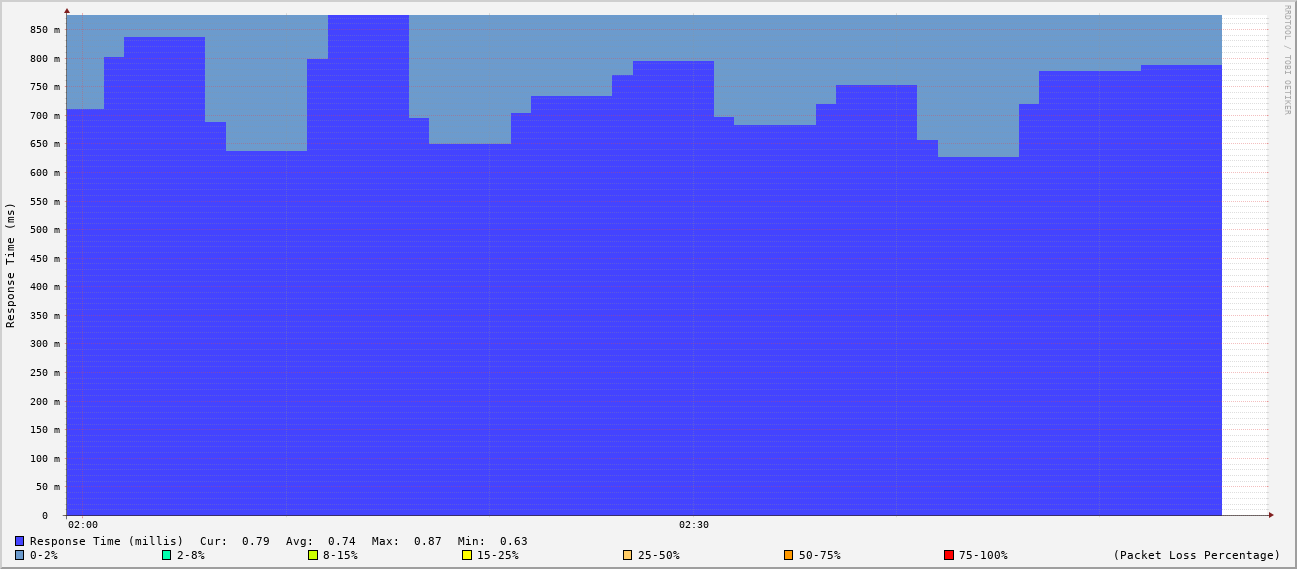 RRDTOOL / TOBI OETIKER
Response Time (ms)
850 m
800 m
750 m
700 m
650 m
600 m
550 m
500 m
450 m
400 m
350 m
300 m
250 m
200 m
150 m
100 m
50 m
0
02:00 02:30
Response Time (millis) Cur: 0.79 Avg: 0.74 Max: 0.87 Min: 0.63
0-2% 2-8% 8-15% 15-25% 25-50% 50-75% 75-100% (Packet Loss Percentage)